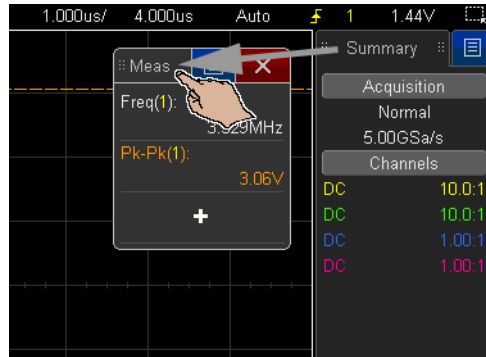 1.000us/ 4.000us Auto 1 1.44V
Summary
Meas
Acquisition
Normal
5.00GSa/s
Channels
Freq(1):
Pk-Pk(1):
3.06V
+
DC 10.0:1
DC 10.0:1
DC 1.00:1
DC 1.00:1